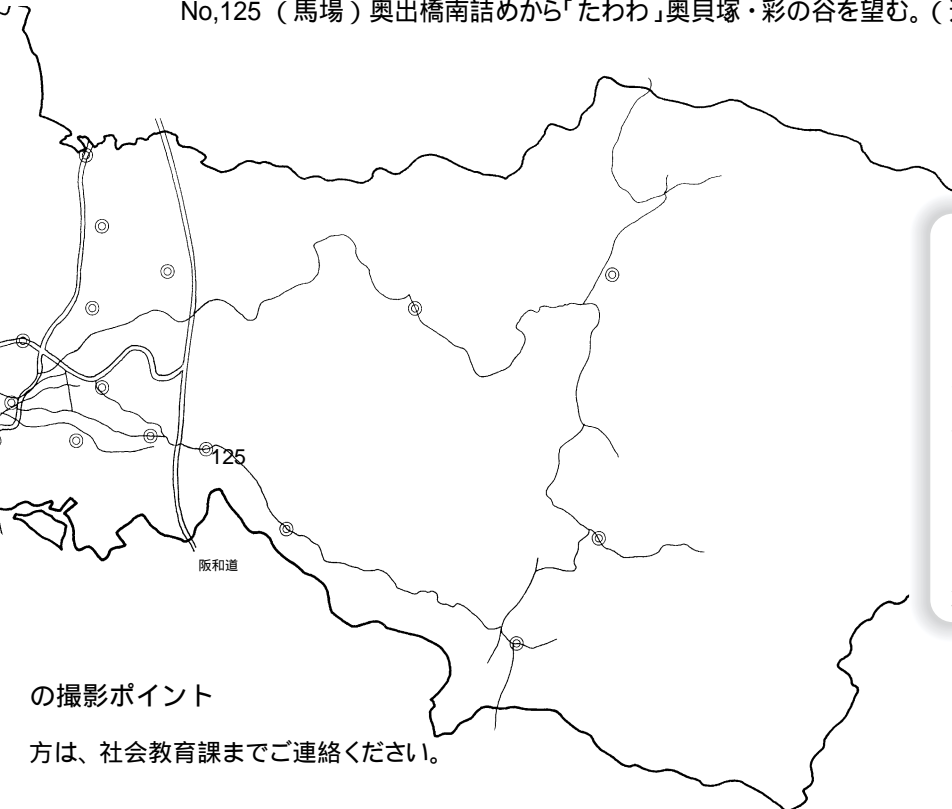 No,125 （馬場）奥出橋南詰めから「たわわ」奥貝塚・彩の谷を望む。（
125
阪和道
の撮影ポイント
方は、社会教育課までご連絡ください。